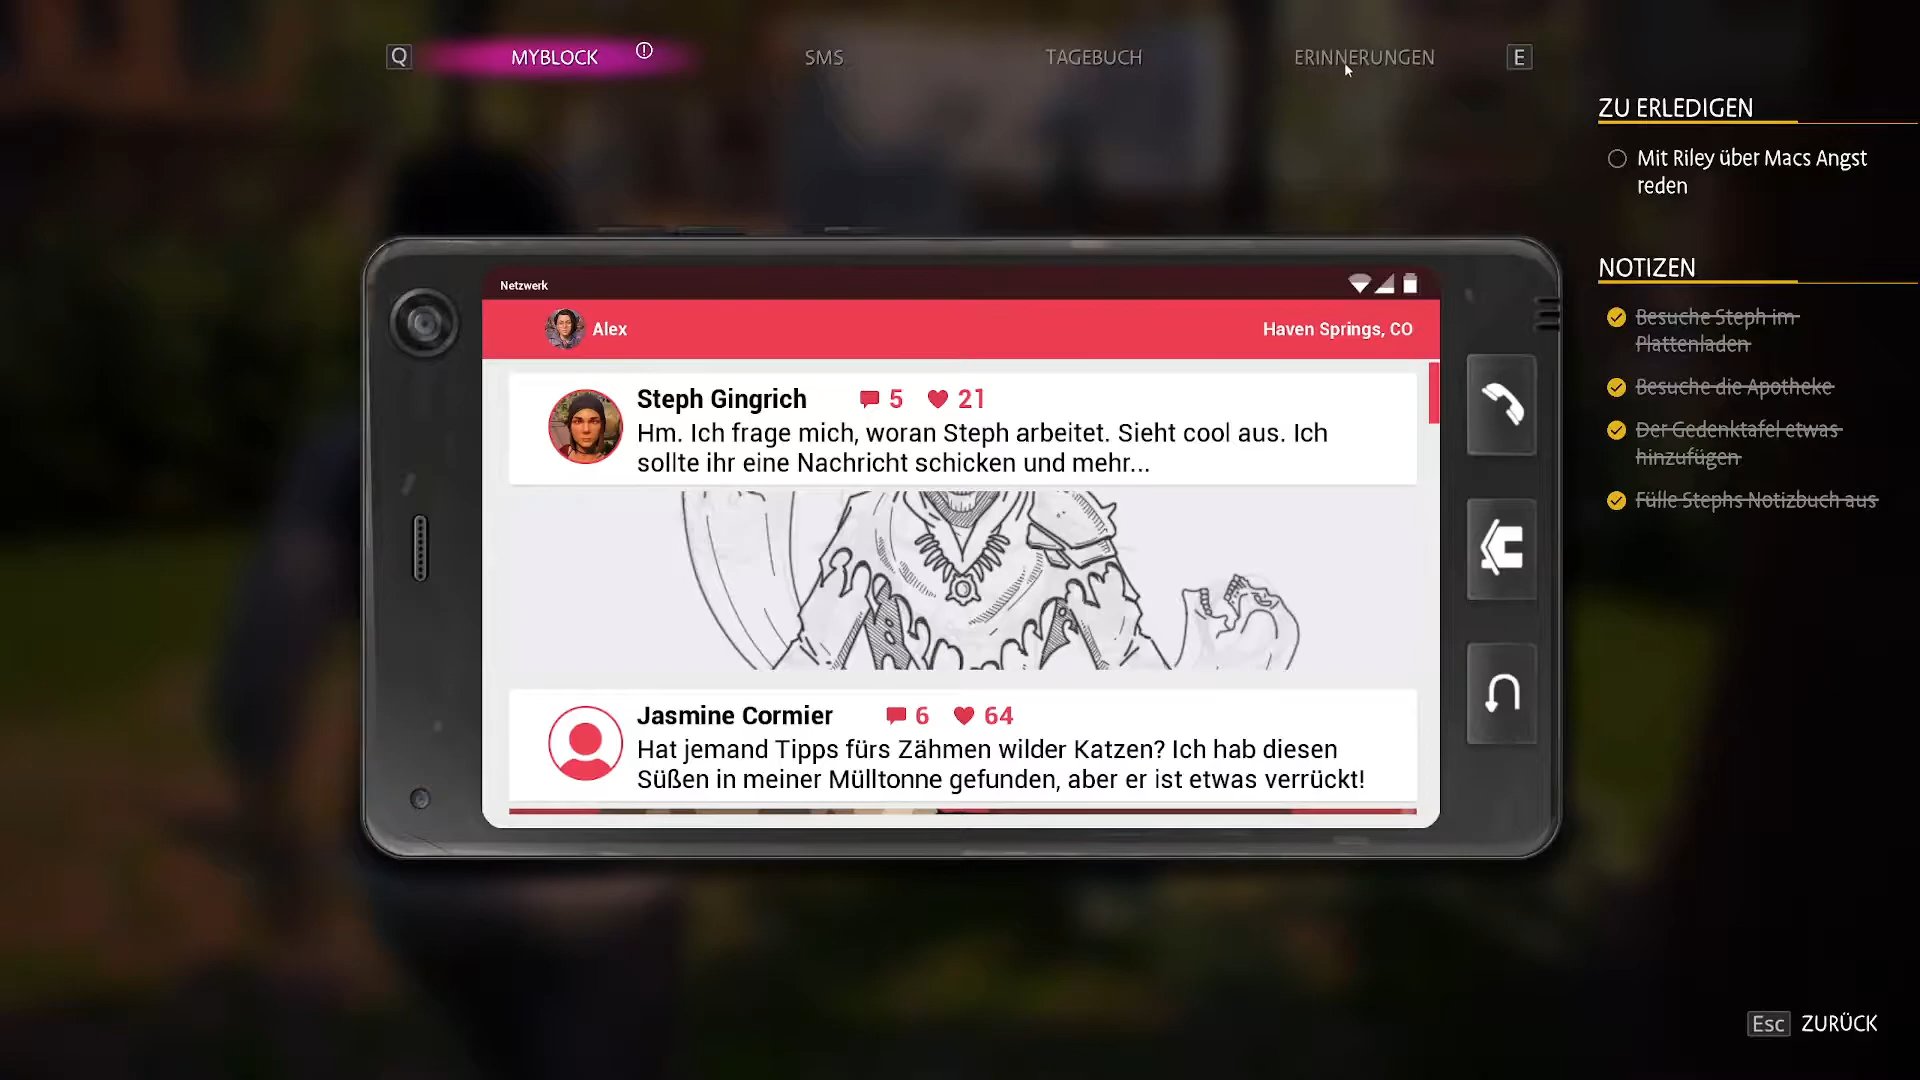 Q
MYBLOCK
SMS
TAGEBUCH
ERINNERUNGEN
E
ZU ERLEDIGEN
Mit Riley über Macs Angst
reden
NOTIZEN
Besuche Steph im
Plattenladen
Besuche die Apotheke
Der Gedenktafel etwas
hinzufügen
Fülle Stephs Notizbuch aus
Netzwerk
Alex
Haven Springs, CO
Steph Gingrich 5 21
Hm. Ich frage mich, woran Steph arbeitet. Sieht cool aus. Ich
sollte ihr eine Nachricht schicken und mehr...
Jasmine Cormier 6 64
Hat jemand Tipps fürs Zähmen wilder Katzen? Ich hab diesen
Süßen in meiner Mülltonne gefunden, aber er ist etwas verrückt!
Esc ZURÜCK